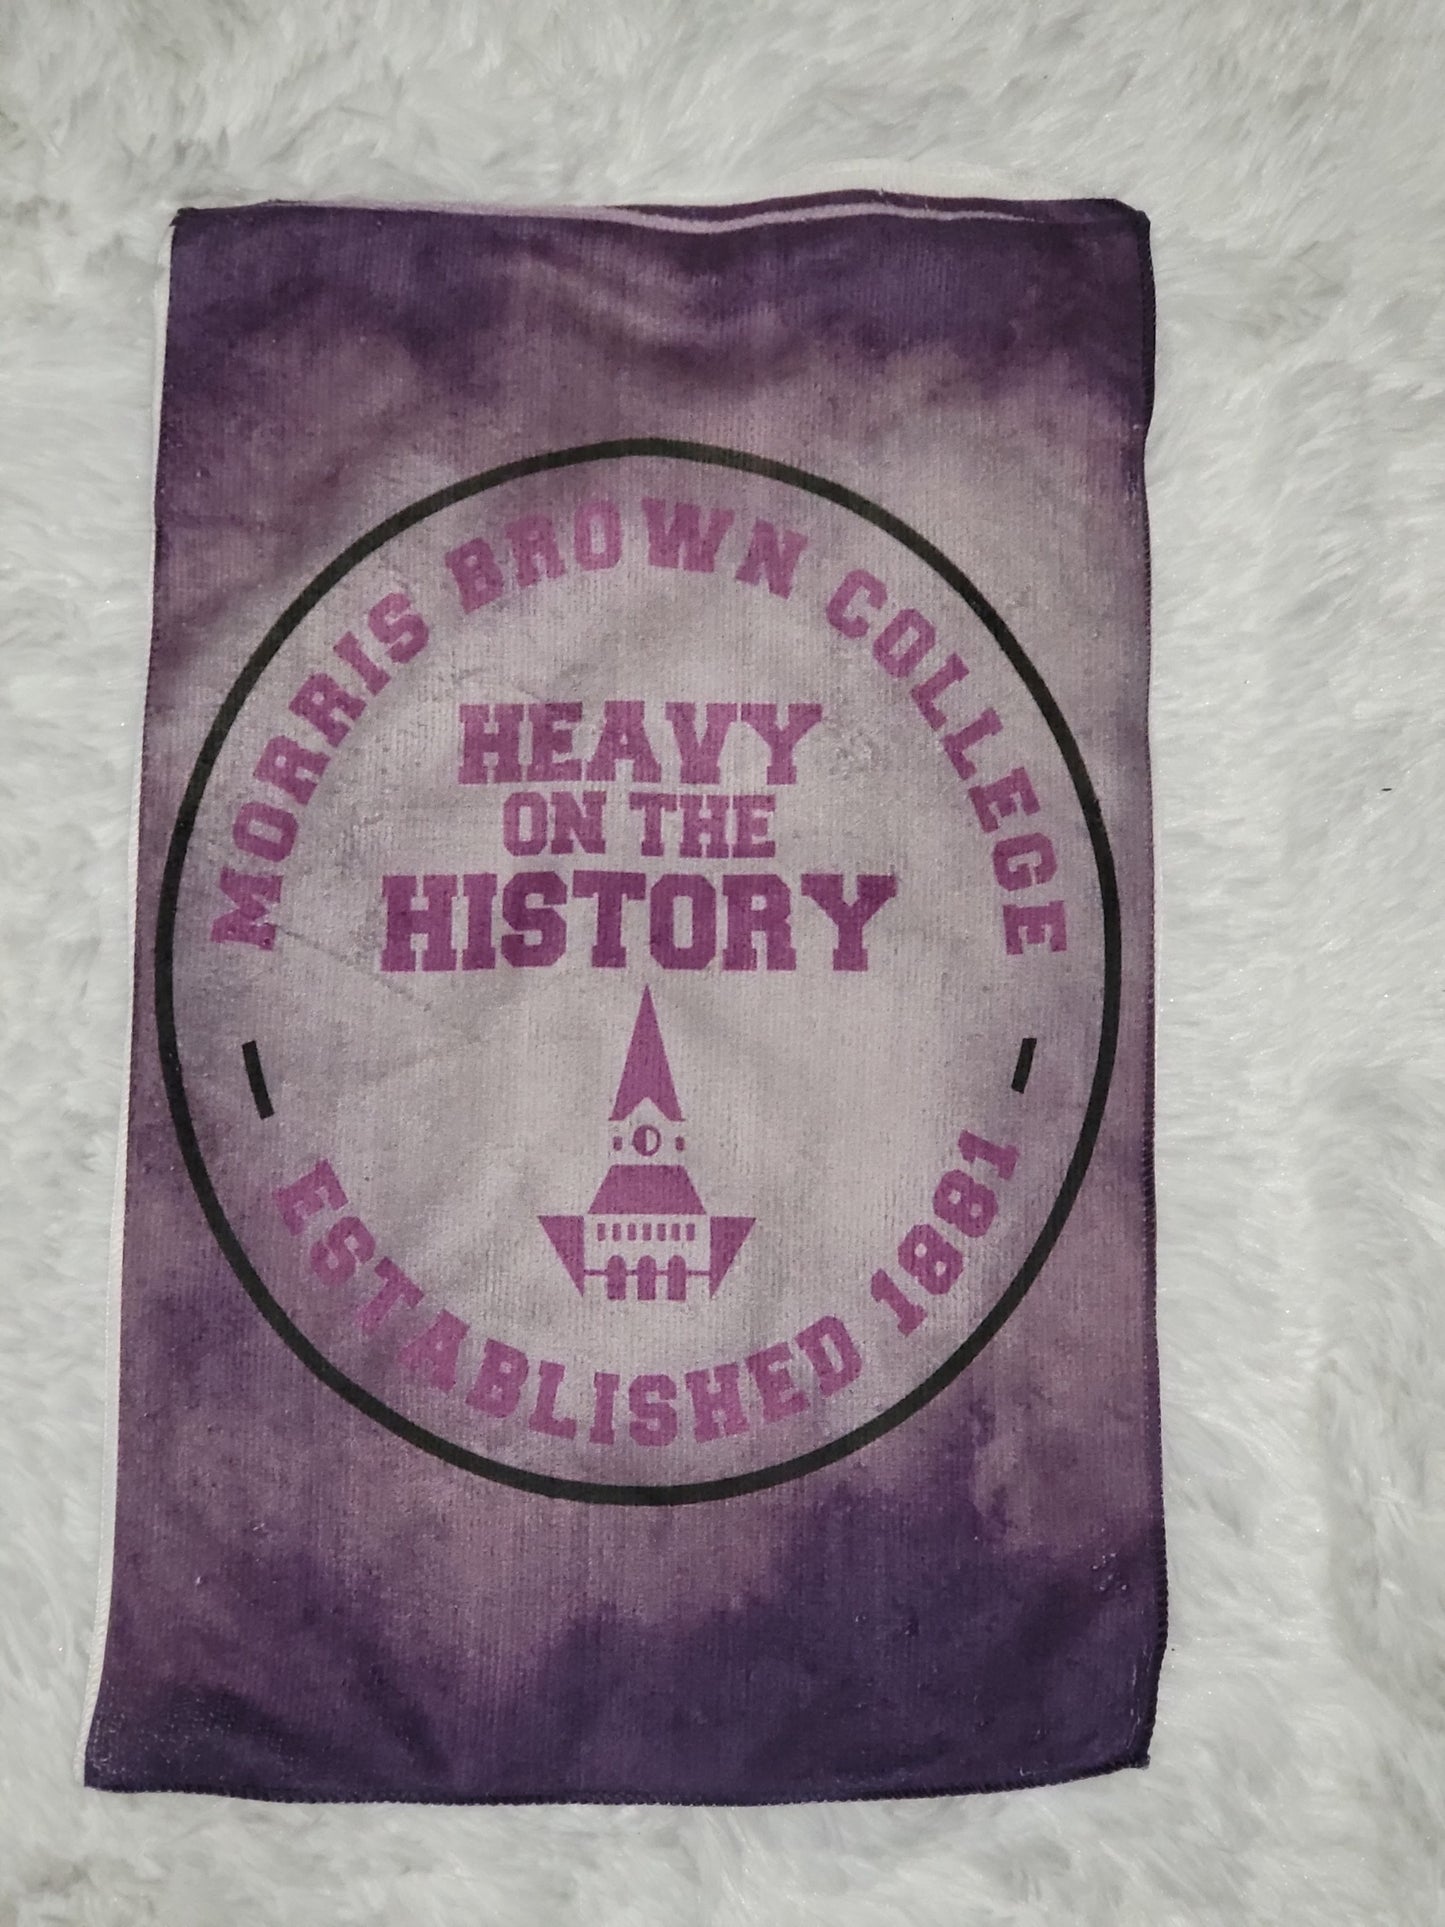 MORRIS BROWN COLLEGE
HEAVY
ON THE
HISTORY
ESTABLISHED 1881